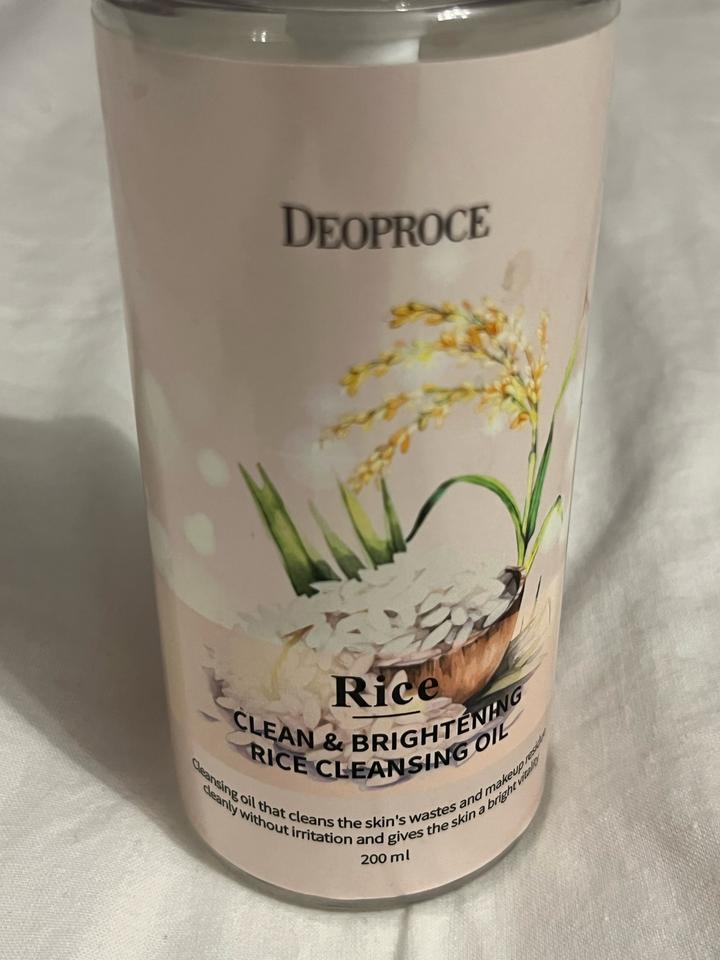 DEOPROCE
Rice
CLEAN & BRIGHTENING
RICE CLEANSING OIL
Cleansing oil that cleans the skin's wastes and makeup residue
cleanly without irritation and gives the skin a bright vitality
200 ml